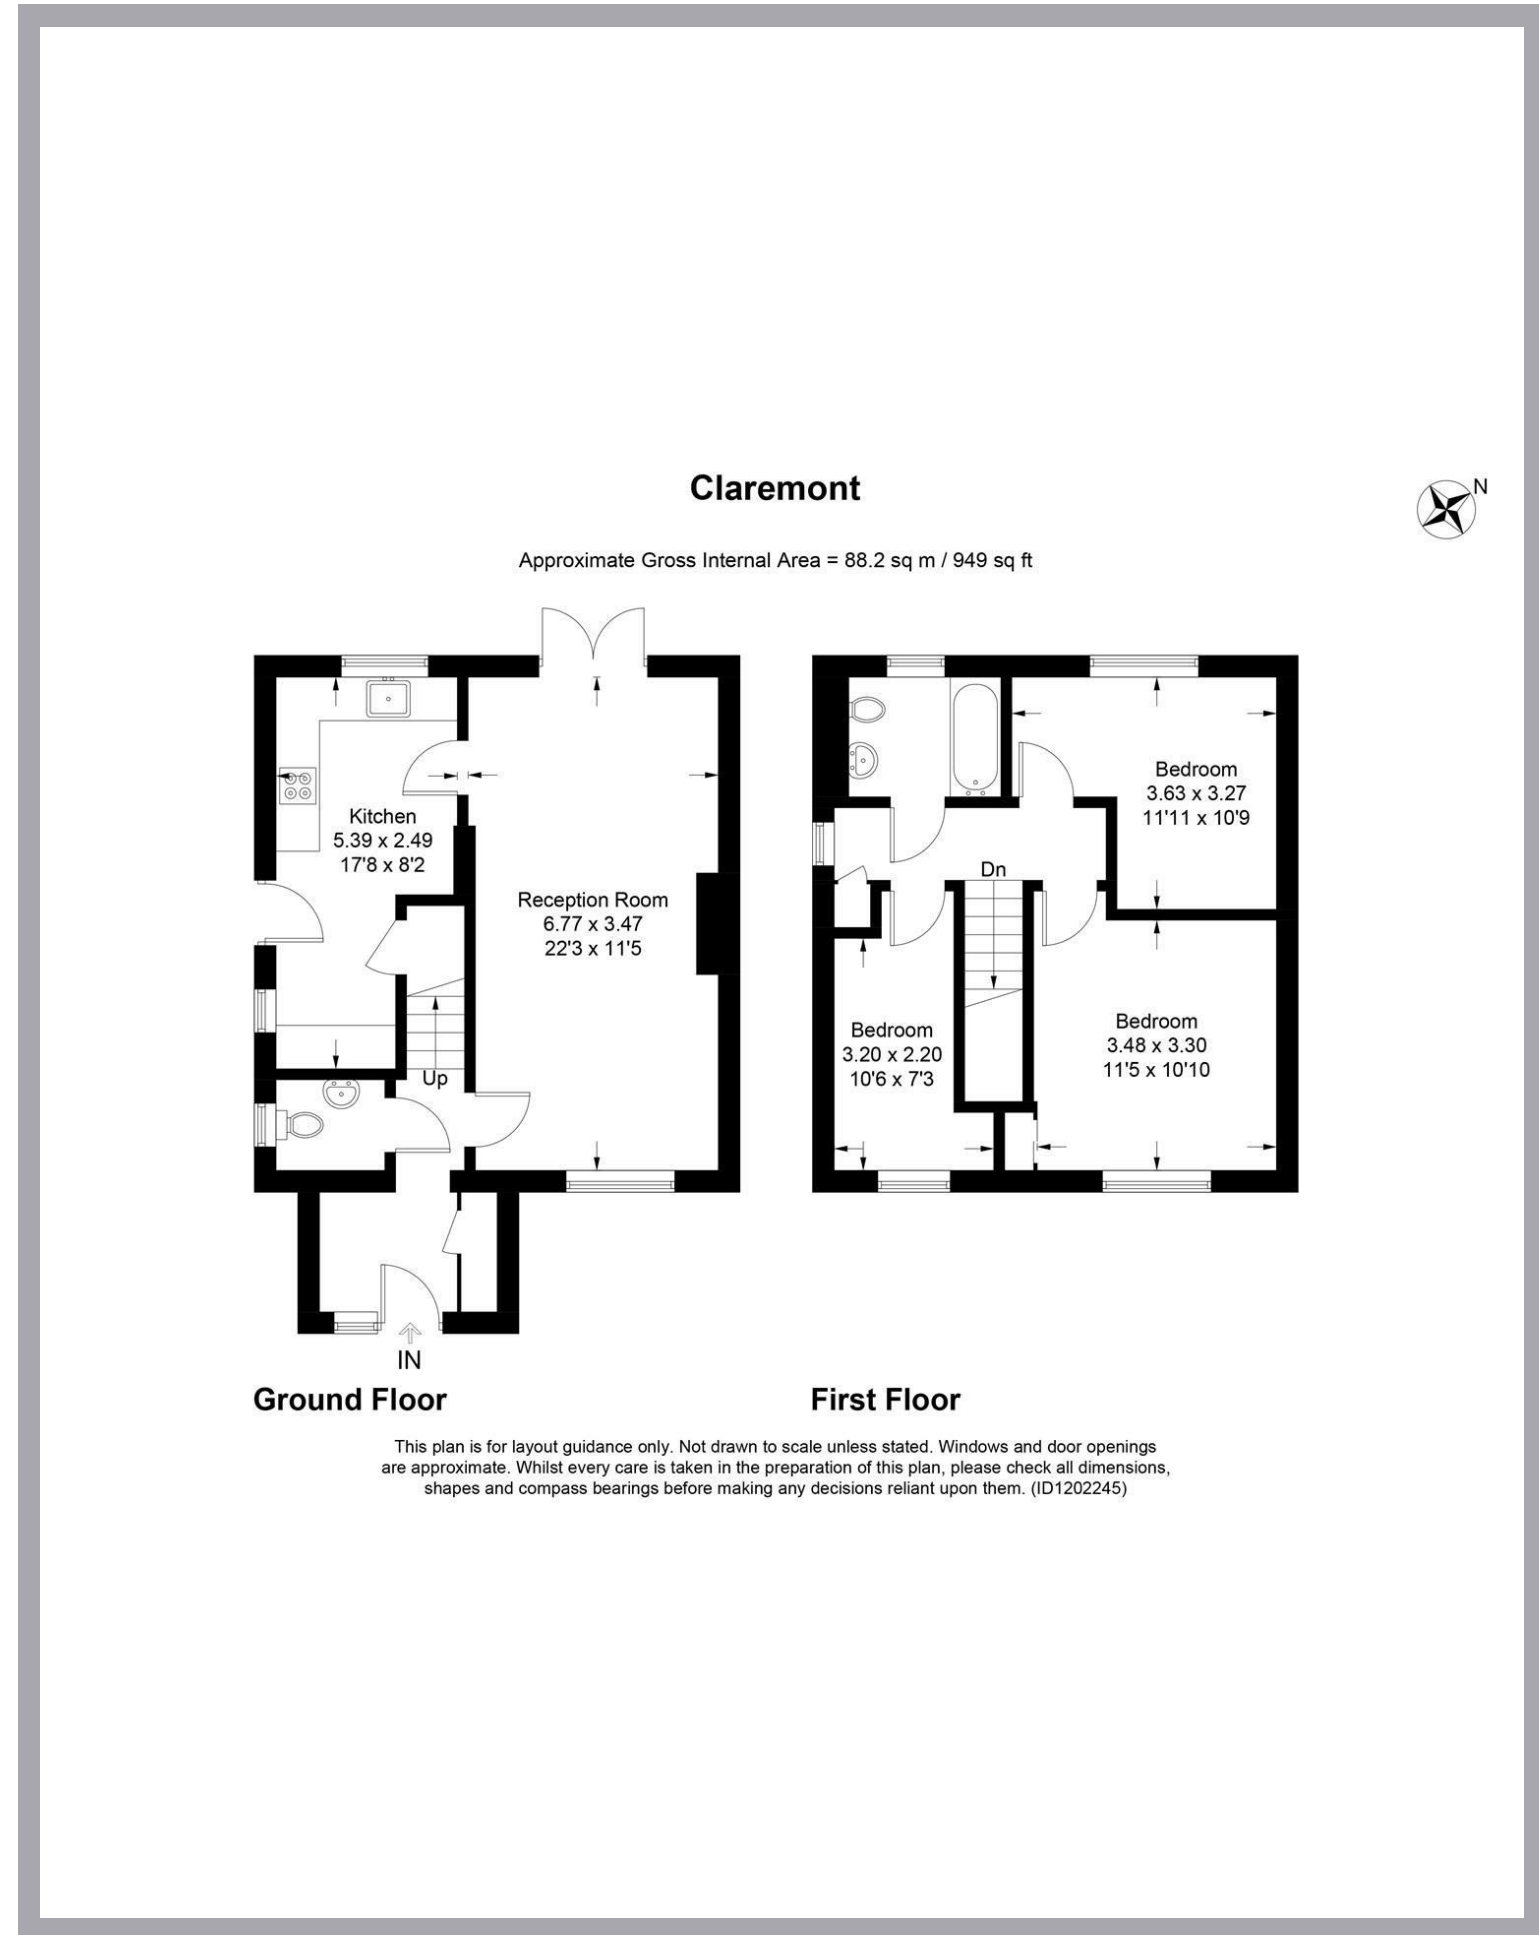 Claremont
N
Approximate Gross Internal Area = 88.2 sq m / 949 sq ft
Kitchen
5.39 x 2.49
17'8 x 8'2
Reception Room
6.77 x 3.47
22'3 x 11'5
Up
IN
Ground Floor
Bedroom
3.63 x 3.27
11'11 x 10'9
Dn
Bedroom
3.20 x 2.20
10'6 x 7'3
Bedroom
3.48 x 3.30
11'5 x 10'10
First Floor
This plan is for layout guidance only. Not drawn to scale unless stated. Windows and door openings
are approximate. Whilst every care is taken in the preparation of this plan, please check all dimensions,
shapes and compass bearings before making any decisions reliant upon them. (ID1202245)